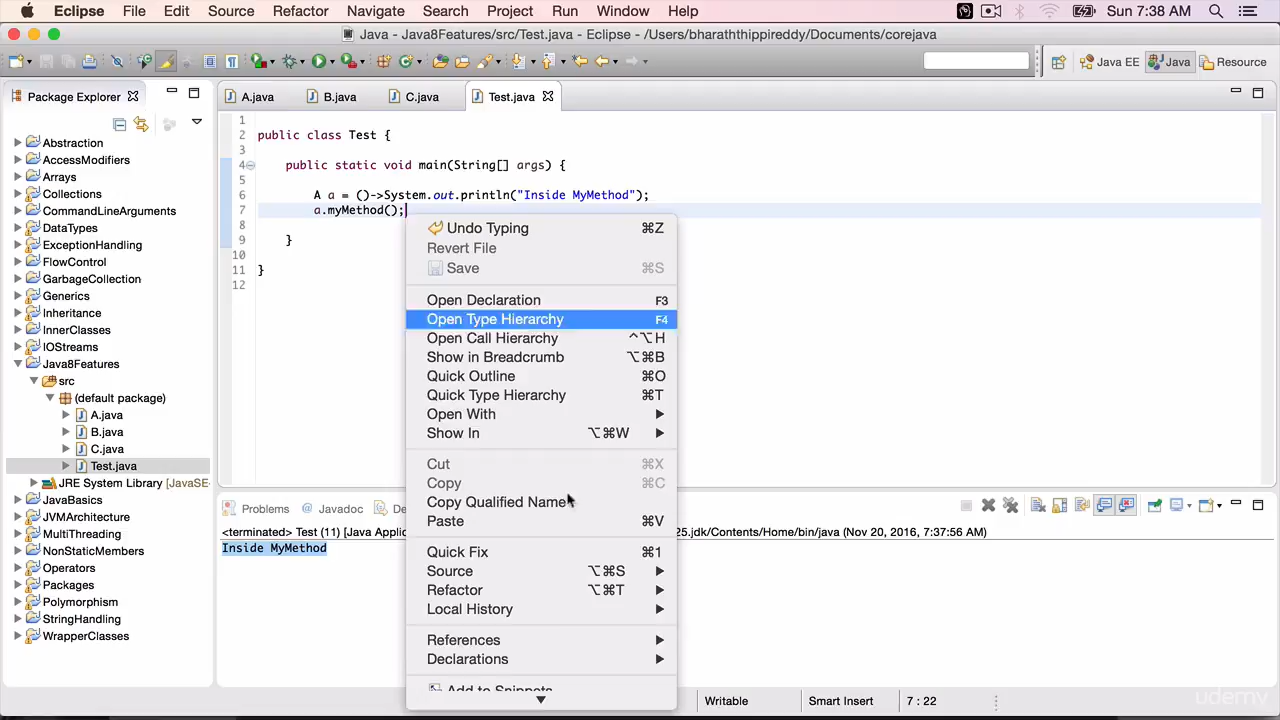 Eclipse File Edit Source Refactor Navigate Search Project Run Window Help Sun 7:38 AM
Java - Java8Features/src/Test.java - Eclipse - /Users/bharaththippireddy/Documents/corejava
Java EE Java Resource
Package Explorer
Abstraction
AccessModifiers
Arrays
Collections
CommandLineArguments
DataTypes
ExceptionHandling
FlowControl
GarbageCollection
Generics
Inheritance
InnerClasses
IOStreams
Java8Features
src
(default package)
A.java
B.java
C.java
Test.java
JRE System Library [JavaSE-
JavaBasics
JVMArchitecture
MultiThreading
NonStaticMembers
Operators
Packages
Polymorphism
StringHandling
WrapperClasses
A.java B.java C.java Test.java
1
2 public class Test {
3
4 public static void main(String[] args) {
5
6 A a = ()->System.out.println("Inside MyMethod");
7 a.myMethod();
8
9 }
10
11 }
12
Undo Typing ⌘Z
Revert File
Save ⌘S
Open Declaration F3
Open Type Hierarchy F4
Open Call Hierarchy ^⌥H
Show in Breadcrumb ⌥⌘B
Quick Outline ⌘O
Quick Type Hierarchy ⌘T
Open With
Show In ⌥⌘W
Cut ⌘X
Copy ⌘C
Copy Qualified Name
Paste ⌘V
Quick Fix ⌘1
Source ⌥⌘S
Refactor ⌥⌘T
Local History
References
Declarations
Add to Snippets
Problems Javadoc De
<terminated> Test (11) [Java Applic 25.jdk/Contents/Home/bin/java (Nov 20, 2016, 7:37:56 AM)
Inside MyMethod
Writable Smart Insert 7 : 22
udemy